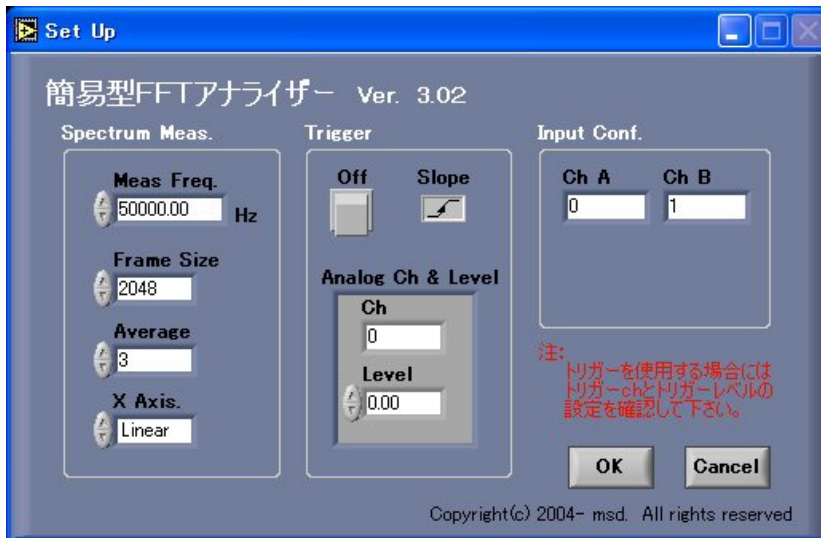 Set Up
簡易型FFTアナライザー Ver. 3.02
Spectrum Meas.
Meas Freq.
50000.00 Hz
Frame Size
2048
Average
3
X Axis.
Linear
Trigger
Off Slope
Analog Ch & Level
Ch
0
Level
0.00
Input Conf.
Ch A Ch B
0 1
注:
トリガーを使用する場合には
トリガーchとトリガーレベルの
設定を確認して下さい。
OK Cancel
Copyright(c) 2004- msd. All rights reserved